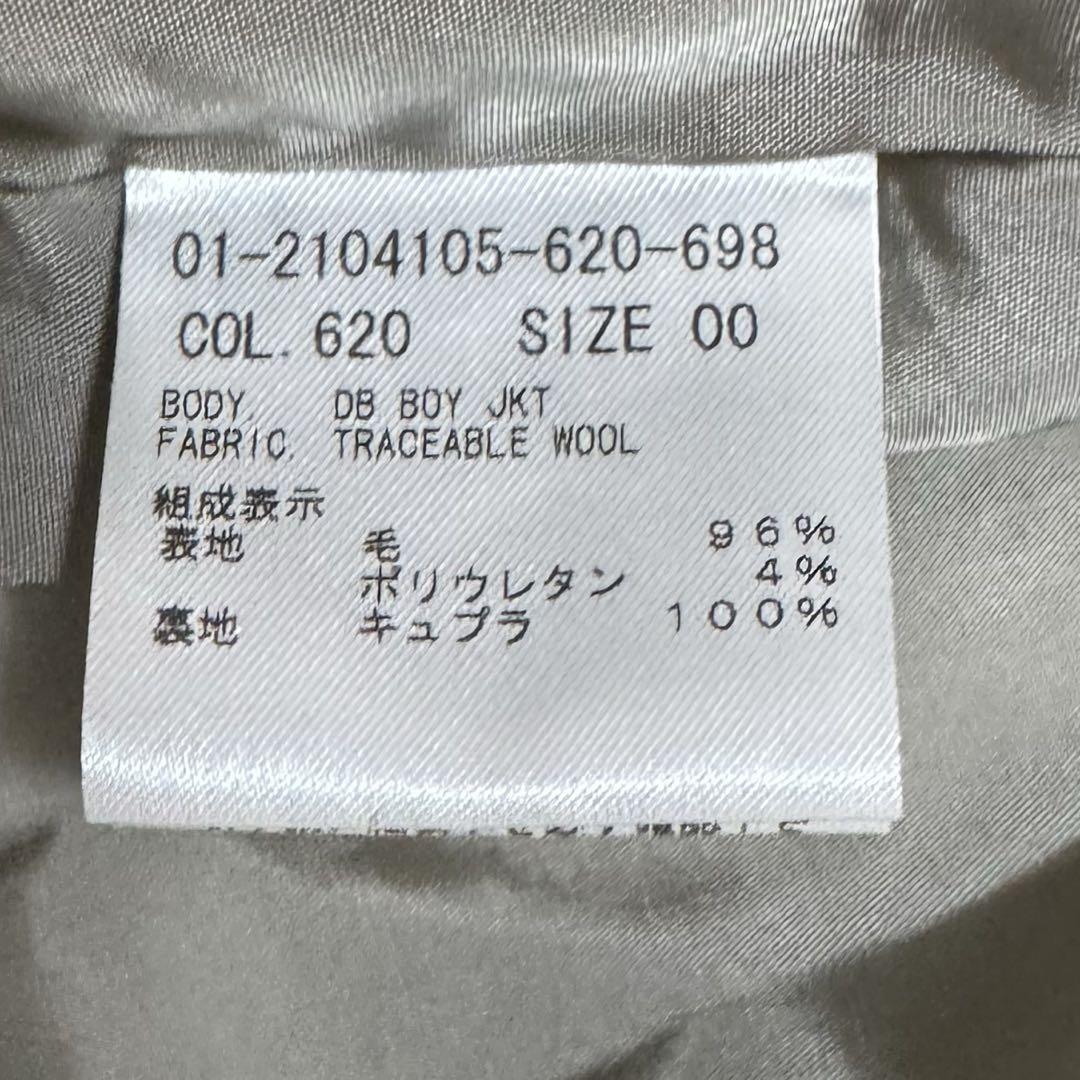 01-2104105-620-698
COL. 620 SIZE 00
BODY. DB BOY JKT
FABRIC. TRACEABLE WOOL
組成表示
表地 毛 96%
ポリウレタン 4%
裏地 キュプラ 100%